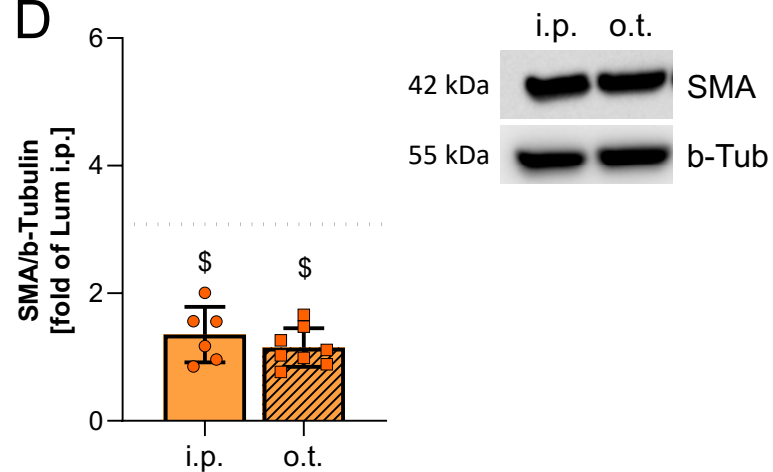 D
i.p. o.t.
42 kDa SMA
55 kDa b-Tub
SMA/b-Tubulin
[fold of Lum i.p.]
6
4
2
0
$ $
i.p. o.t.